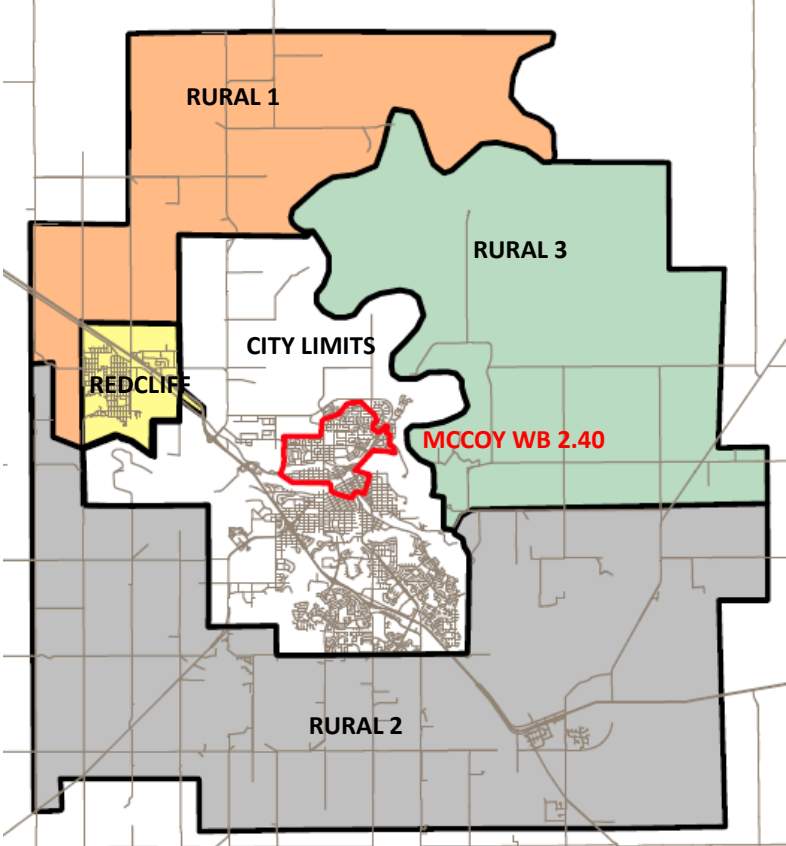 RURAL 1
RURAL 3
CITY LIMITS
REDCLIFF
MCCOY WB 2.40
RURAL 2